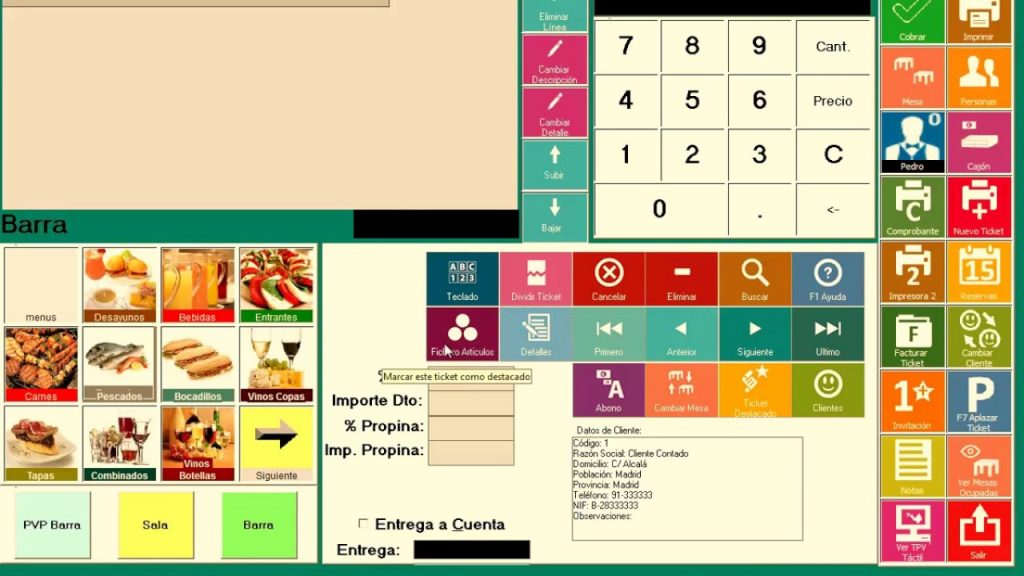 Eliminar
Línea
Cambiar
Descripción
Cambiar
Detalle
Subir
Bajar
7
8
9
Cant.
4
5
6
Precio
1
2
3
C
0
.
<-
Cobrar
Imprimir
Mesa
Personas
0
Pedro
Cajón
C
Comprobante
Nuevo Ticket
2
Impresora 2
15
Reservas
F
Facturar
Ticket
Cambiar
Cliente
1
Invitación
P
F7 Aplazar
Ticket
Notas
Ver Mesas
Ocupadas
Ver TPV
Táctil
Salir
Barra
menus
Desayunos
Bebidas
Entrantes
Carnes
Pescados
Bocadillos
Vinos Copas
Tapas
Combinados
Vinos
Botellas
Siguiente
PVP Barra
Sala
Barra
ABC
123
Teclado
Dividir Ticket
Cancelar
Eliminar
Buscar
?
F1 Ayuda
Detalles
Primero
Anterior
Siguiente
Ultimo
Marcar este ticket como destacado
A
Abono
Cambiar Mesa
Ticket
Destacado
Clientes
Importe Dto:
% Propina:
Imp. Propina:
Entrega a Cuenta
Entrega:
Datos de Cliente:
Código: 1
Razón Social: Cliente Contado
Domicilio: C/ Alcalá
Población: Madrid
Provincia: Madrid
Teléfono: 91-333333
NIF: B-28333333
Observaciones: